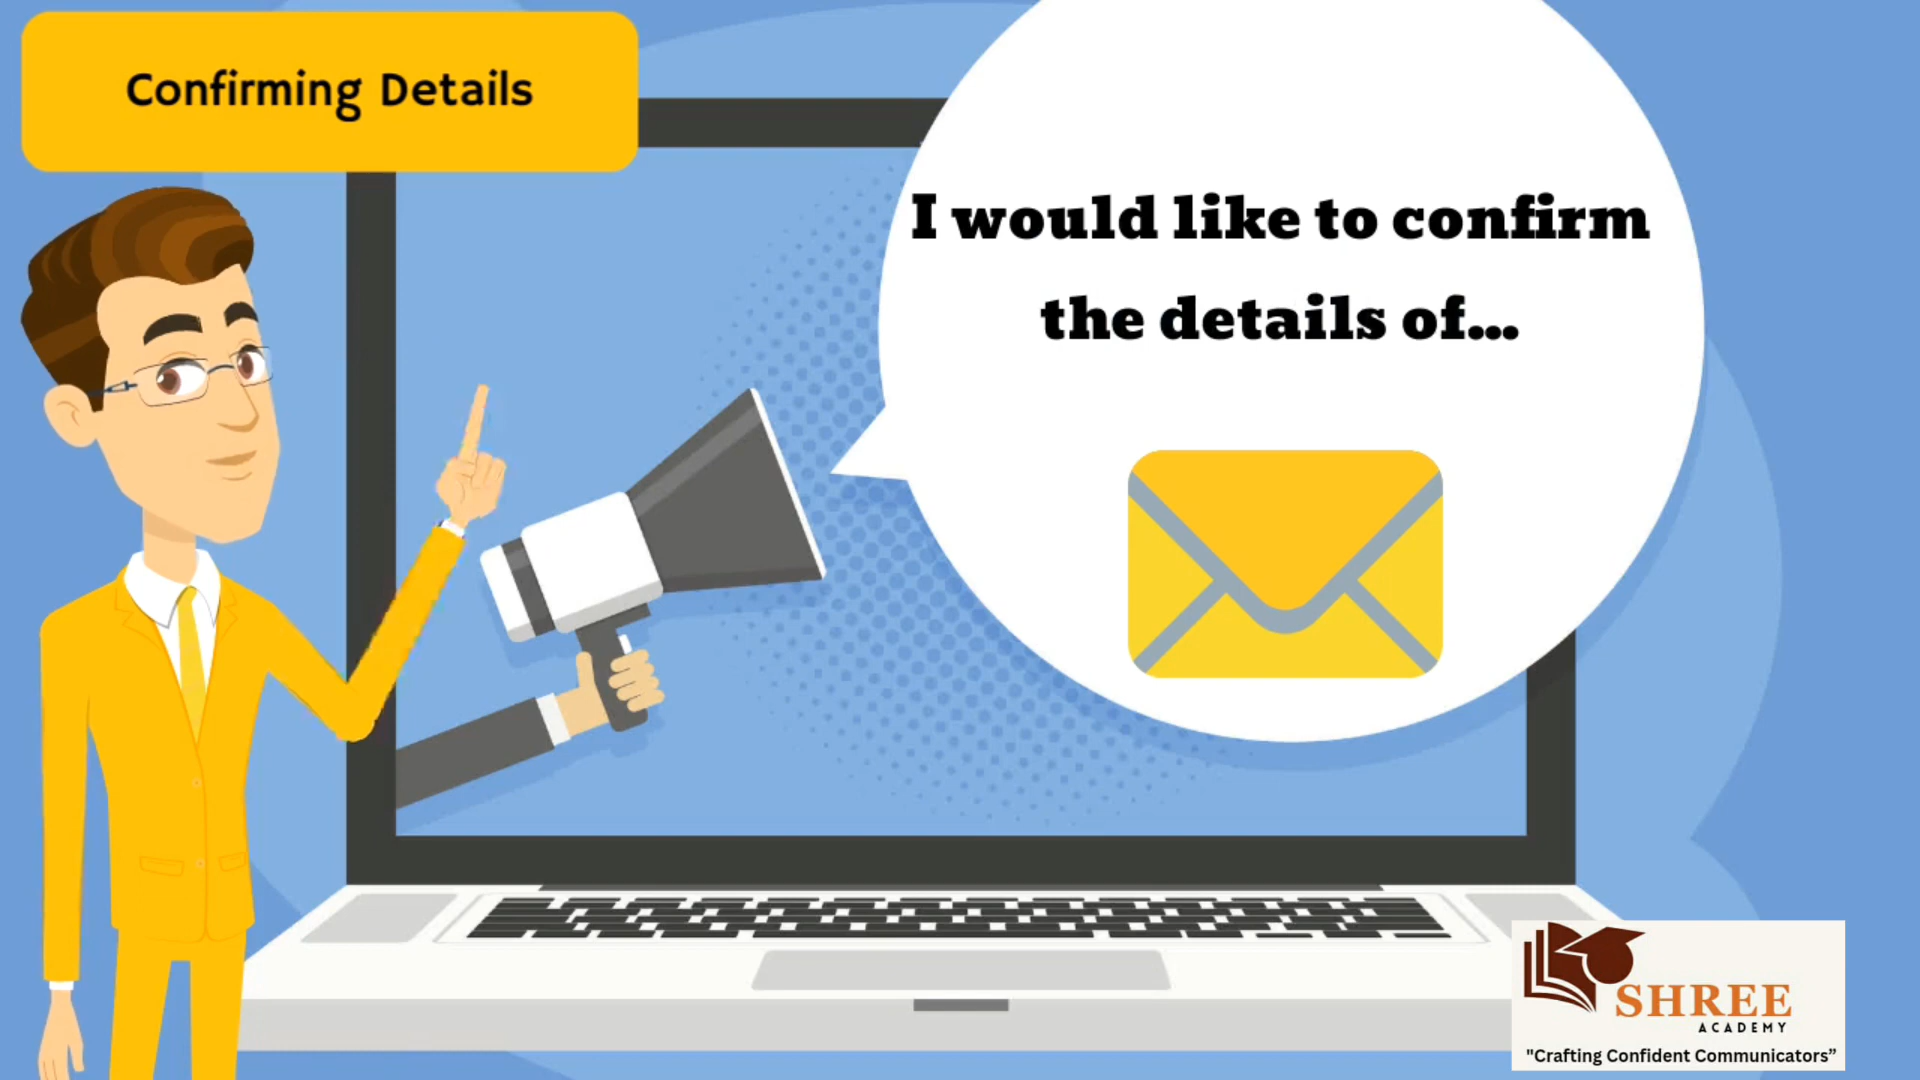 Confirming Details
I would like to confirm
the details of...
SHREE
ACADEMY
"Crafting Confident Communicators”